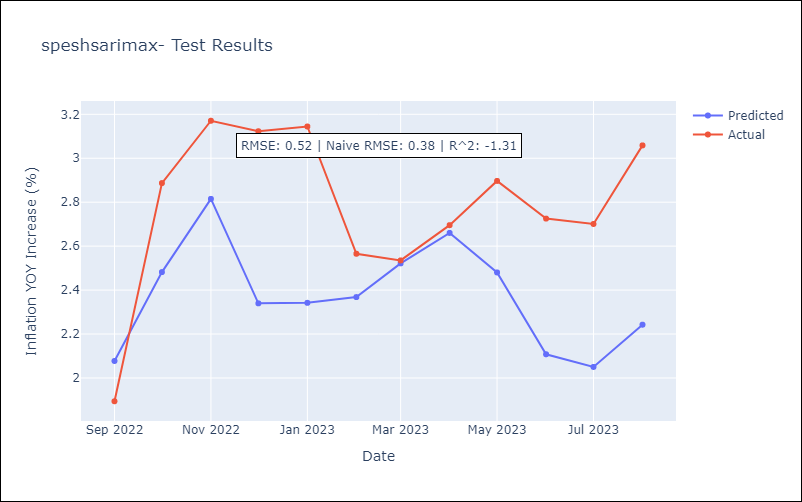 speshsarimax- Test Results
Predicted
Actual
RMSE: 0.52 | Naive RMSE: 0.38 | R^2: -1.31
Inflation YOY Increase (%)
3.2
3
2.8
2.6
2.4
2.2
2
Sep 2022
Nov 2022
Jan 2023
Mar 2023
May 2023
Jul 2023
Date